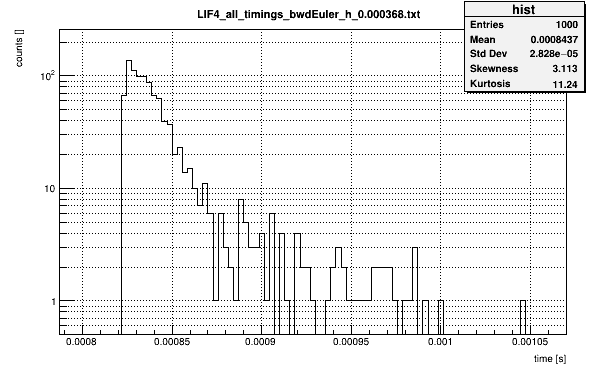 LIF4_all_timings_bwdEuler_h_0.000368.txt
hist
Entries 1000
Mean 0.0008437
Std Dev 2.828e−05
Skewness 3.113
Kurtosis 11.24
counts []
10²
10
1
0.0008 0.00085 0.0009 0.00095 0.001 0.00105
time [s]